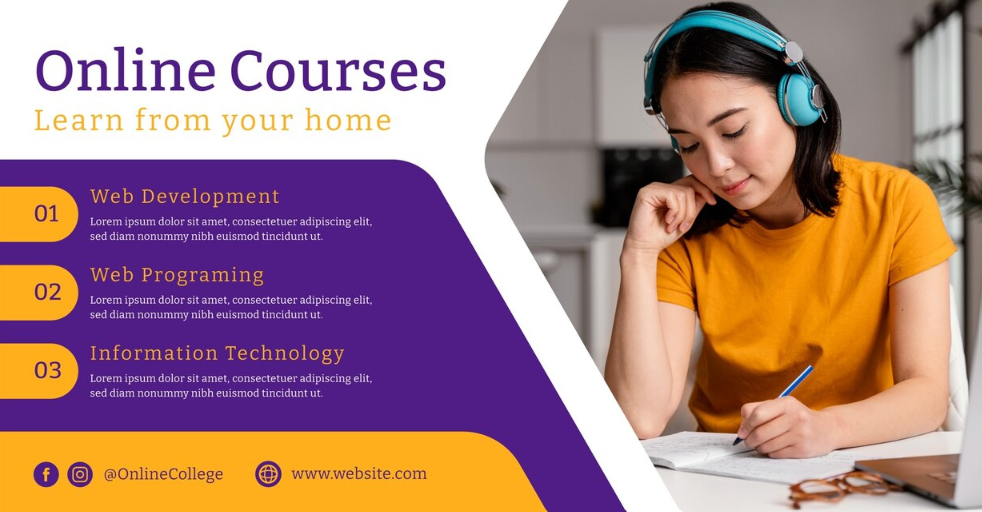 Online Courses
Learn from your home
01
Web Development
Lorem ipsum dolor sit amet, consectetuer adipiscing elit,
sed diam nonummy nibh euismod tincidunt ut.
02
Web Programing
Lorem ipsum dolor sit amet, consectetuer adipiscing elit,
sed diam nonummy nibh euismod tincidunt ut.
03
Information Technology
Lorem ipsum dolor sit amet, consectetuer adipiscing elit,
sed diam nonummy nibh euismod tincidunt ut.
@OnlineCollege www.website.com